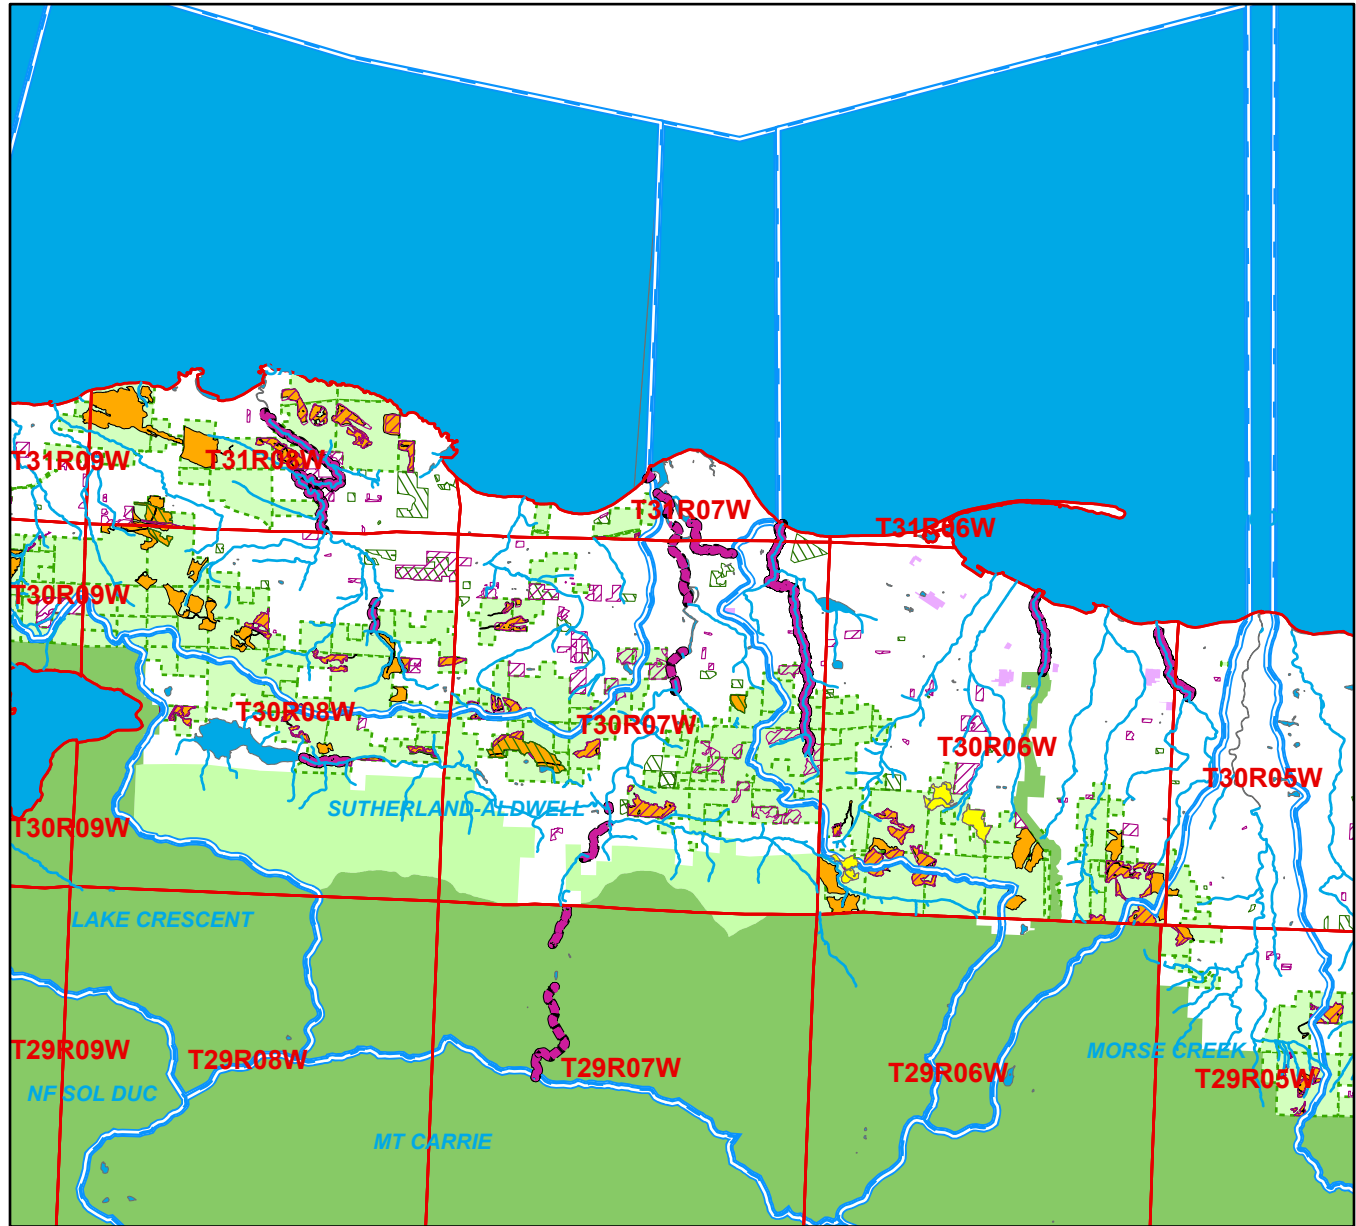 T31R09W
T31R08W
T31R07W
T31R06W
T30R09W
T30R08W
T30R07W
T30R06W
T30R05W
SUTHERLAND-ALDWELL
T30R09W
LAKE CRESCENT
T29R09W
T29R08W
T29R07W
T29R06W
MORSE CREEK
T29R05W
NF SOL DUC
MT CARRIE